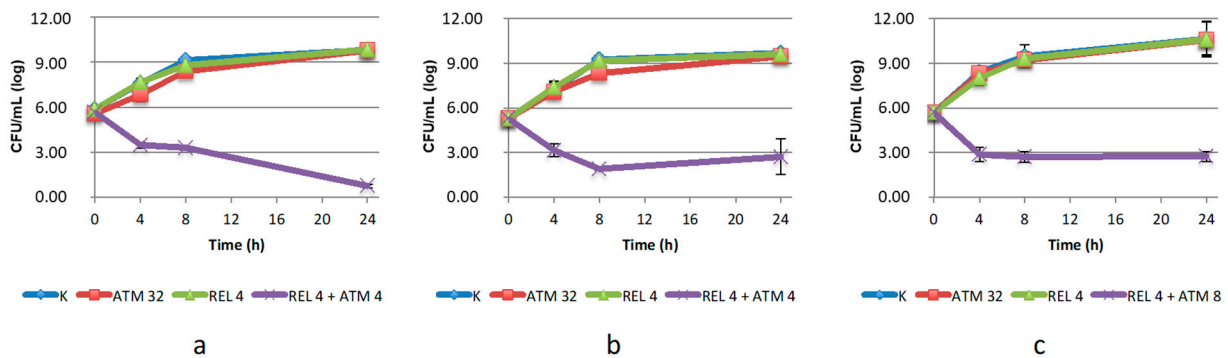 12.00
9.00
6.00
3.00
0.00
CFU/mL (log)
0 4 8 12 16 20 24
Time (h)
K ATM 32 REL 4 REL 4 + ATM 4
a
12.00
9.00
6.00
3.00
0.00
CFU/mL (log)
0 4 8 12 16 20 24
Time (h)
K ATM 32 REL 4 REL 4 + ATM 4
b
12.00
9.00
6.00
3.00
0.00
CFU/mL (log)
0 4 8 12 16 20 24
Time (h)
K ATM 32 REL 4 REL 4 + ATM 8
c